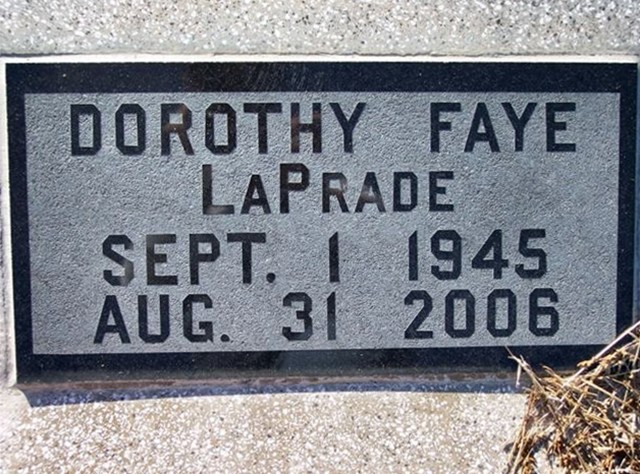 DOROTHY FAYE
LAPRADE
SEPT. 1 1945
AUG. 31 2006